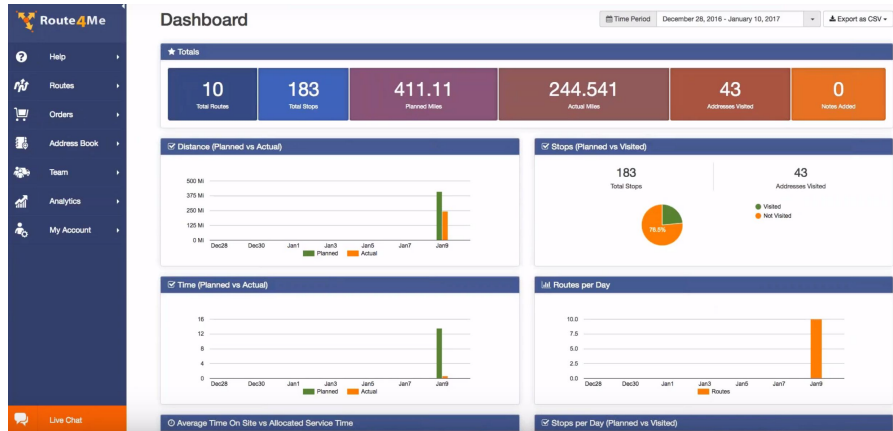 Route4Me
Dashboard
Time Period December 28, 2016 - January 10, 2017
Export as CSV
Help
Routes
Orders
Address Book
Team
Analytics
My Account
Live Chat
Totals
10 183 411.11 244.541 43 0
Total Routes Total Stops Planned Miles Actual Miles Addresses Visited Notes Added
Distance (Planned vs Actual)
500 Mi
375 Mi
250 Mi
125 Mi
0 Mi
Dec28 Dec30 Jan1 Jan3 Jan5 Jan7 Jan9
Planned Actual
Stops (Planned vs Visited)
183 43
Total Stops Addresses Visited
Visited
Not Visited
76.5%
Time (Planned vs Actual)
16
12
8
4
0
Dec28 Dec30 Jan1 Jan3 Jan5 Jan7 Jan9
Planned Actual
Routes per Day
10.0
7.5
5.0
2.5
0.0
Dec28 Dec30 Jan1 Jan3 Jan5 Jan7 Jan9
Routes
Average Time On Site vs Allocated Service Time
Stops per Day (Planned vs Visited)